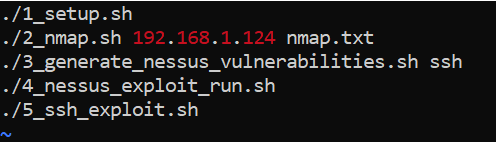 ./1_setup.sh
./2_nmap.sh 192.168.1.124 nmap.txt
./3_generate_nessus_vulnerabilities.sh ssh
./4_nessus_exploit_run.sh
./5_ssh_exploit.sh
~